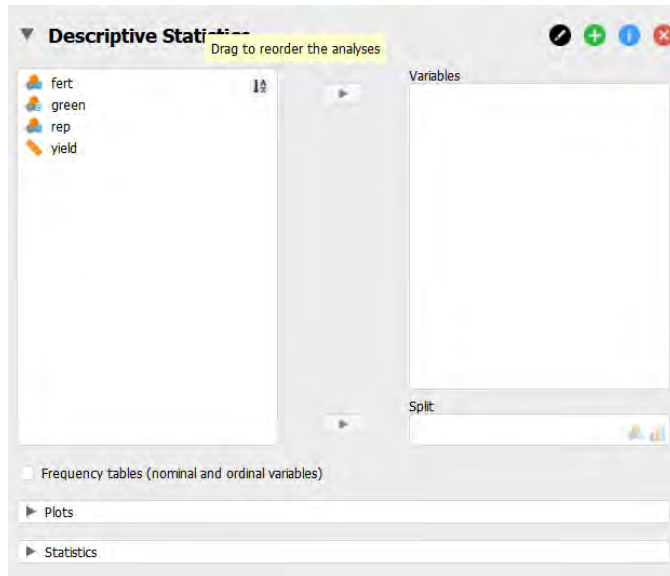 Descriptive Statistics
Drag to reorder the analyses
fert
green
rep
yield
Variables
Split
Frequency tables (nominal and ordinal variables)
Plots
Statistics